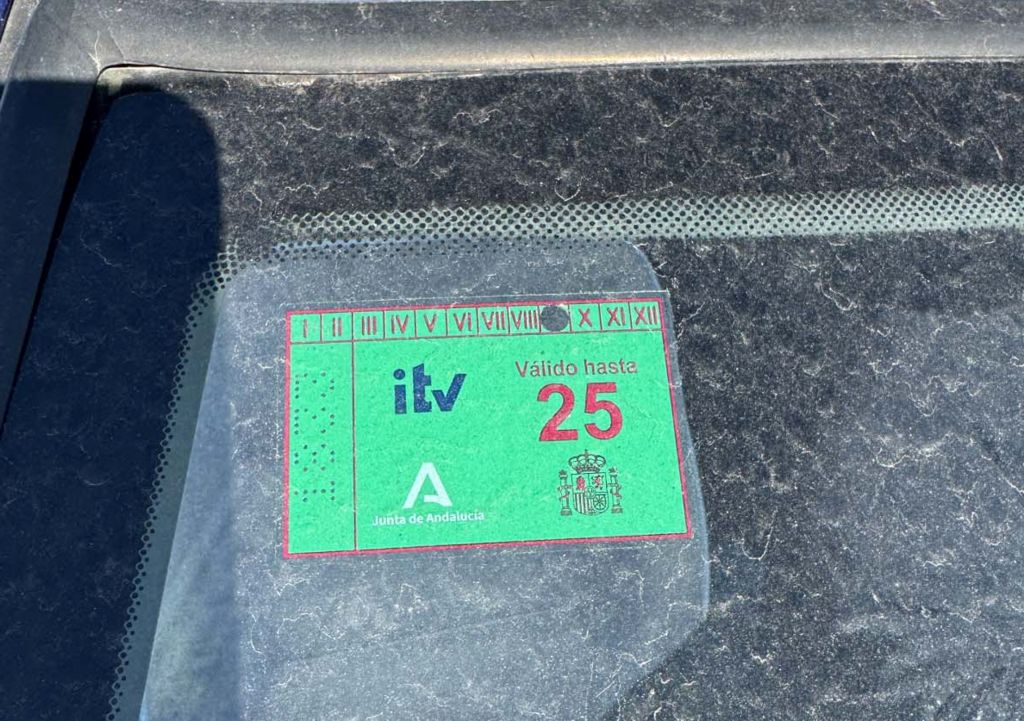 I II III IV V VI VII VIII X XI XII
itv
Válido hasta
25
Junta de Andalucía